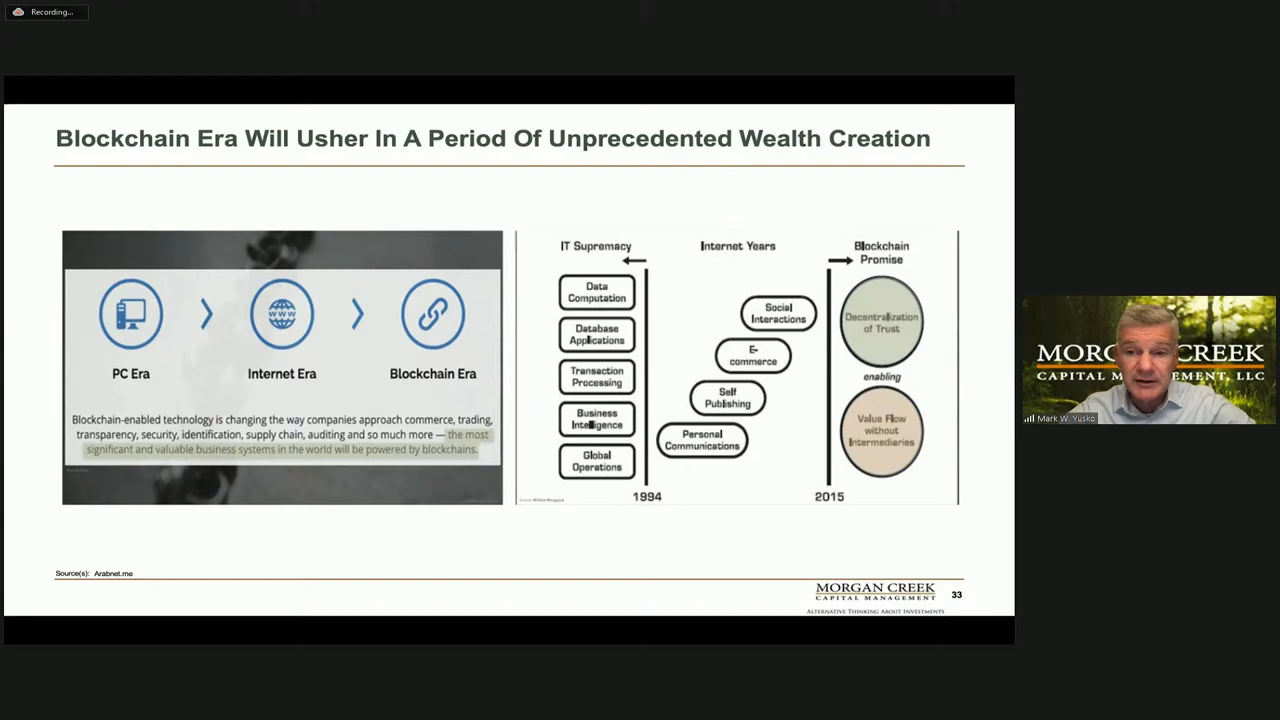 Recording...
Blockchain Era Will Usher In A Period Of Unprecedented Wealth Creation
WWW
PC Era
Internet Era
Blockchain Era
Blockchain-enabled technology is changing the way companies approach commerce, trading,
transparency, security, identification, supply chain, auditing and so much more — the most
significant and valuable business systems in the world will be powered by blockchains.
IT Supremacy
Data
Computation
Database
Applications
Transaction
Processing
Business
Intelligence
Global
Operations
Internet Years
Social
Interactions
E-
commerce
Self
Publishing
Personal
Communications
Blockchain
Promise
Decentralization
of Trust
enabling
Value Flow
without
Intermediaries
1994
2015
Source(s): Arabnet.me
MORGAN CREEK
CAPITAL MANAGEMENT
ALTERNATIVE THINKING ABOUT INVESTMENTS
33
CAPITAL MANAGEMENT, LLC
Mark W. Yusko